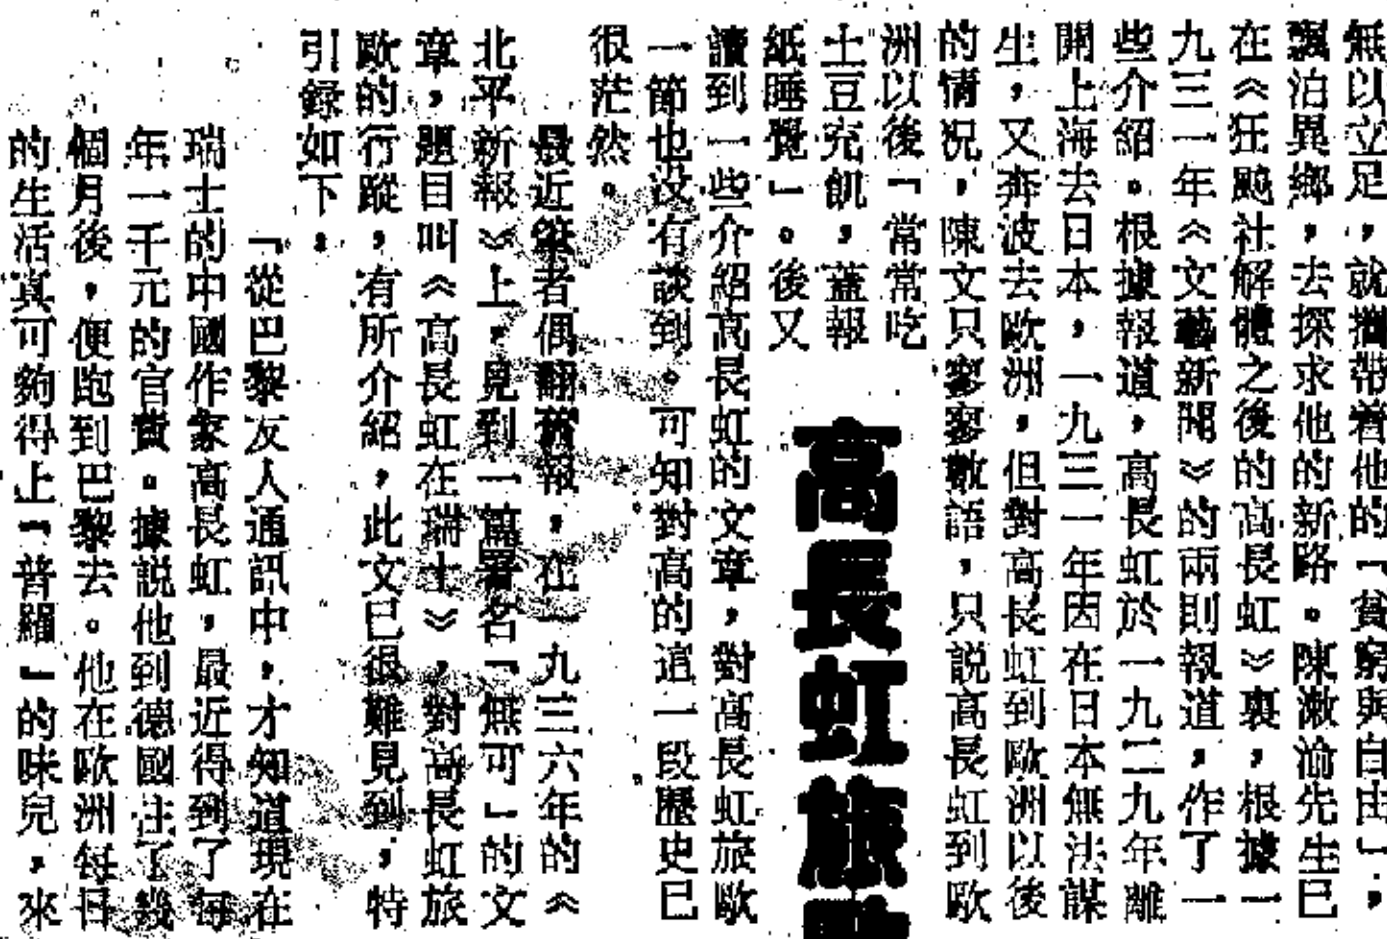 無以立足，就攜帶着他的「貧窮與自由」，
飄泊異鄉，去探求他的新路。陳漱渝先生已
在《狂飈社解體之後的高長虹》裏，根據一
九三一年《文藝新聞》的兩則報道，作了一
些介紹。根據報道，高長虹於一九二九年離
開上海去日本，一九三一年因在日本無法謀
生，又奔波去歐洲，但對高長虹到歐洲以後
的情况，陳文只寥寥數語，只説高長虹到歐
洲以後「常常吃
土豆充飢，蓋報
紙睡覺」。後又
高長虹旅歐
讀到一些介紹高長虹的文章，對高長虹旅歐
一節也没有談到。可知對高的這一段歷史已
很茫然。
最近筆者偶翻舊報，在一九三六年的《
北平新報》上，見到一篇署名「無可」的文
章，題目叫《高長虹在瑞士》，對高長虹旅
歐的行蹤，有所介紹，此文已很難見到，特
引錄如下：
「從巴黎友人通訊中，才知道現在
瑞士的中國作家高長虹，最近得到了每
年一千元的官費。據説他到德國住了幾
個月後，便跑到巴黎去。他在歐洲每日
的生活真可夠得上「普羅」的味兒，來